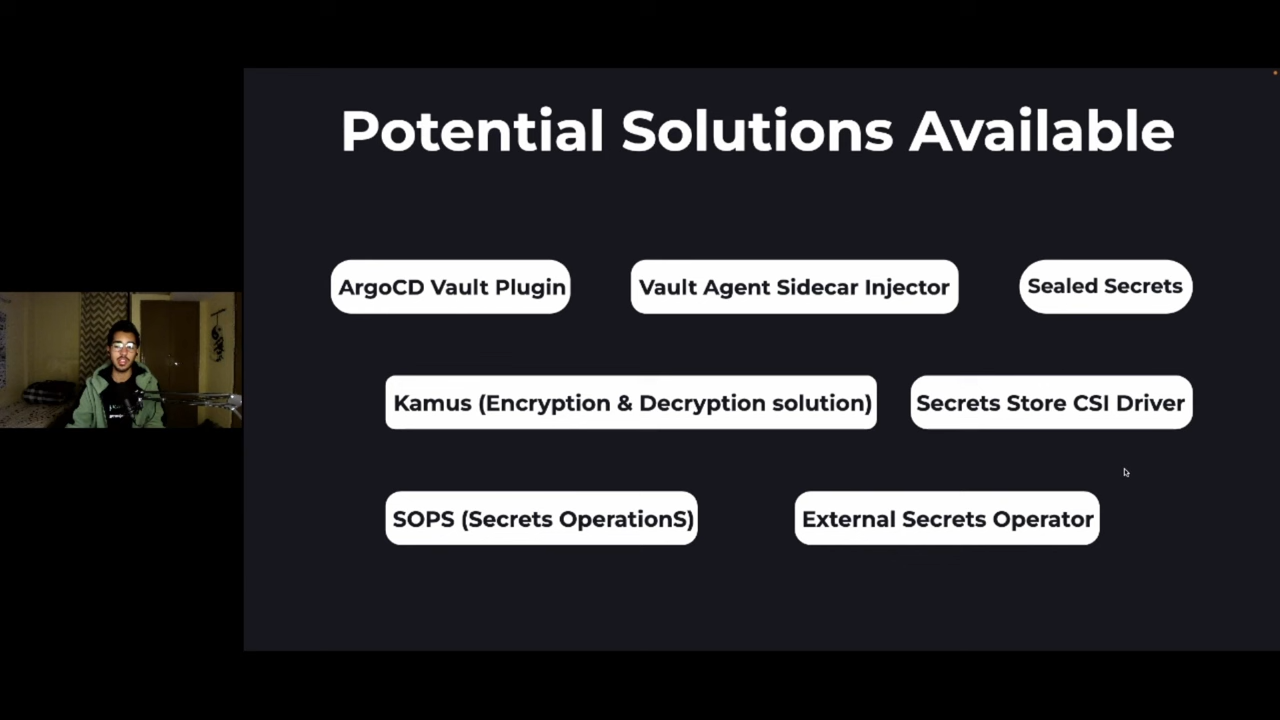 Potential Solutions Available
ArgoCD Vault Plugin
Vault Agent Sidecar Injector
Sealed Secrets
Kamus (Encryption & Decryption solution)
Secrets Store CSI Driver
SOPS (Secrets OperationS)
External Secrets Operator